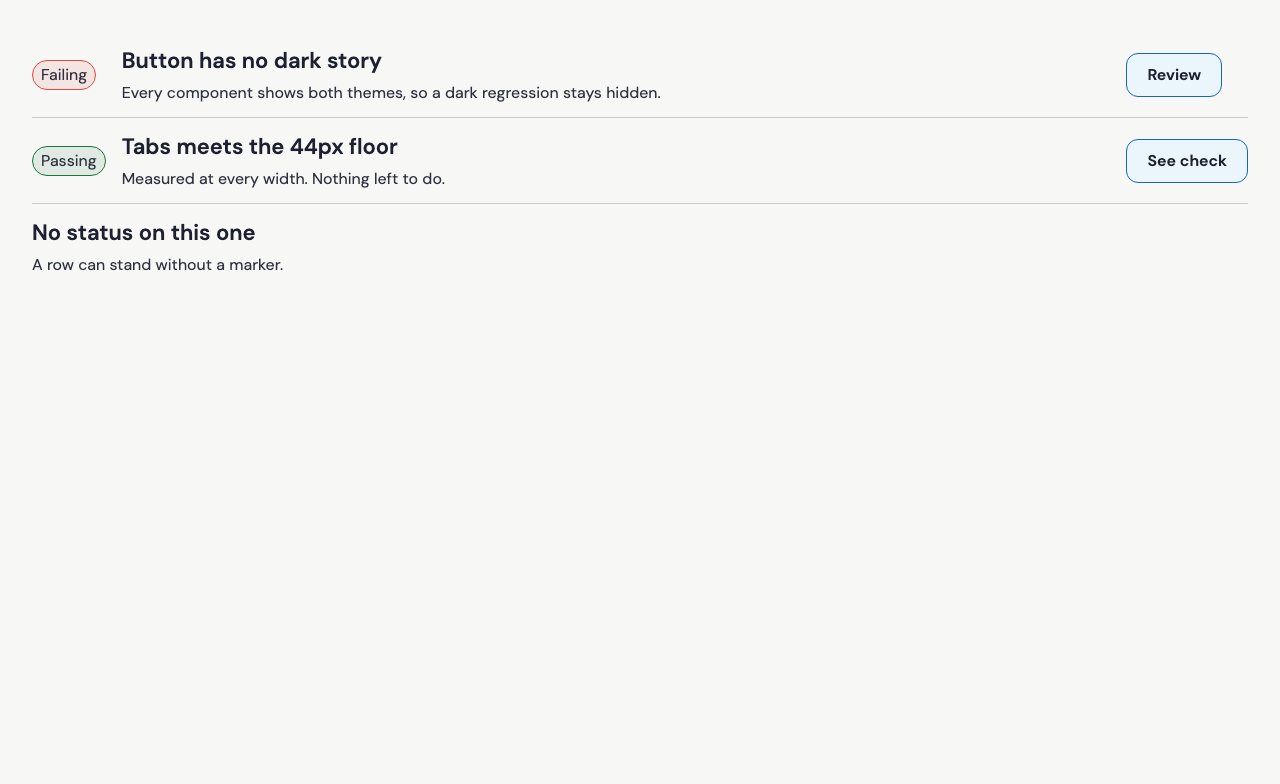 Failing
Button has no dark story
Every component shows both themes, so a dark regression stays hidden.
Review
Passing
Tabs meets the 44px floor
Measured at every width. Nothing left to do.
See check
No status on this one
A row can stand without a marker.